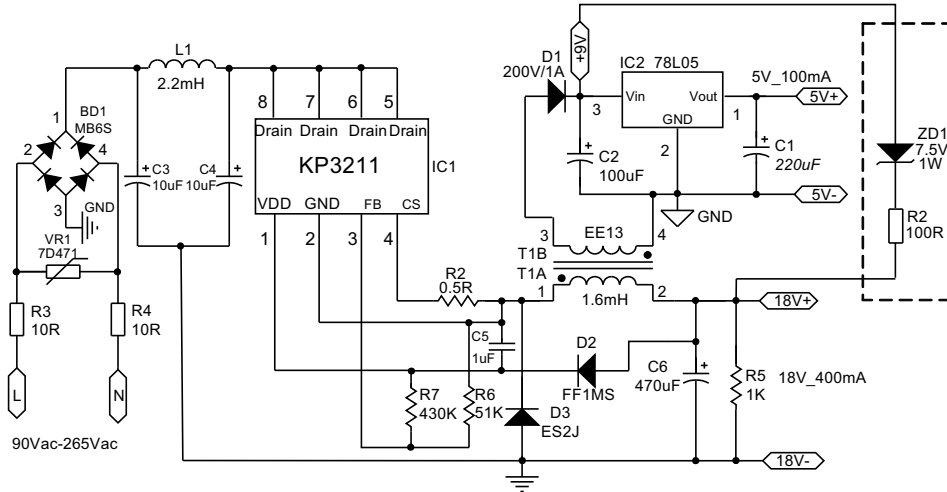 L1
2.2mH
1
BD1
MB6S
2
4
3
GND
VR1
7D471
R3
10R
R4
10R
L
N
90Vac-265Vac
C3
10uF
C4
10uF
+
+
8
7
6
5
Drain
Drain
Drain
Drain
KP3211
IC1
VDD
GND
FB
CS
1
2
3
4
R2
0.5R
C5
1uF
R7
430K
R6
51K
D2
FF1MS
D3
ES2J
D1
200V/1A
+9V
IC2 78L05
3
Vin
Vout
1
GND
2
5V_100mA
5V+
+
C2
100uF
+
C1
220uF
5V-
GND
3
EE13
4
T1B
T1A
1
1.6mH
2
18V+
C6
470uF
+
R5
1K
18V_400mA
18V-
ZD1
7.5V
1W
R2
100R